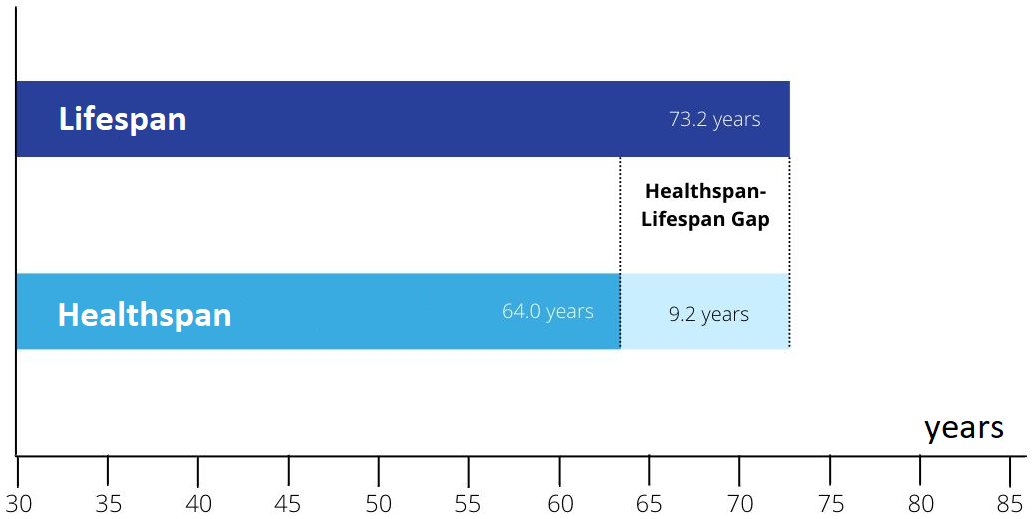 Lifespan
73.2 years
Healthspan-
Lifespan Gap
Healthspan
64.0 years
9.2 years
years
30 35 40 45 50 55 60 65 70 75 80 85